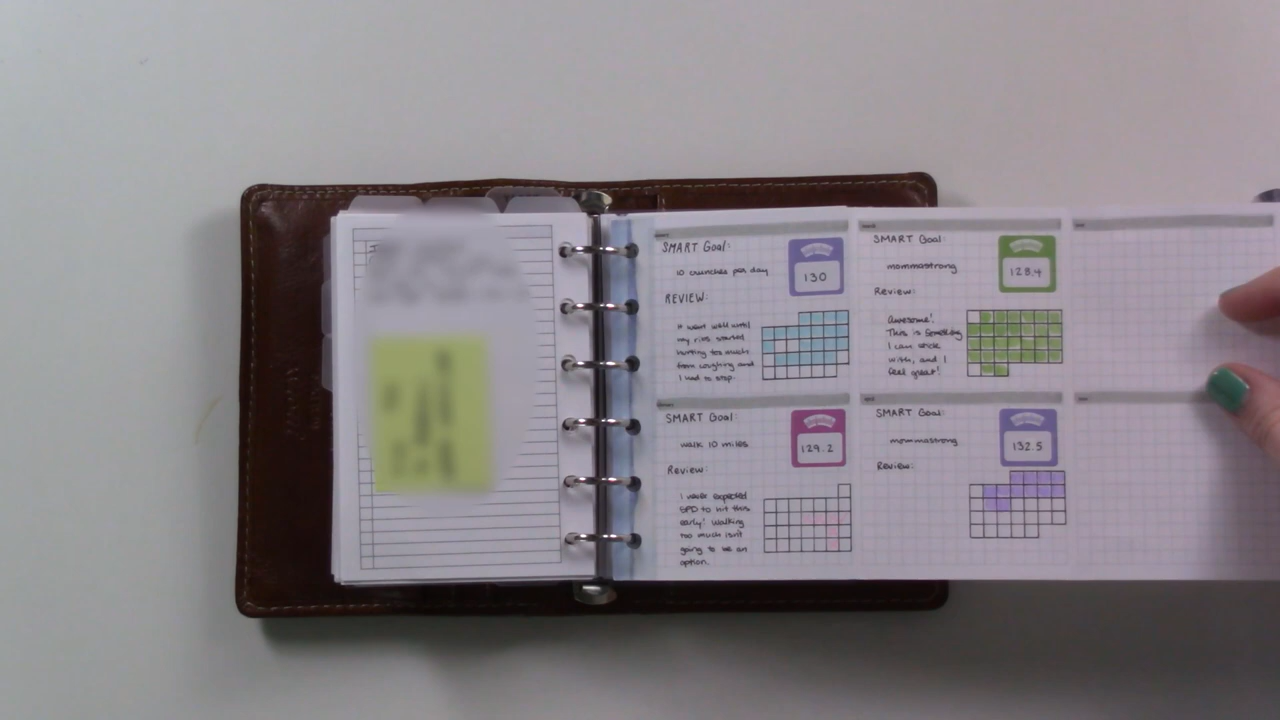 SMART Goal:
10 crunches per day
130
REVIEW:
It went well until
my ribs started
hurting too much
from coughing and
I had to stop.
SMART Goal:
walk 10 miles
129.2
Review:
I never expected
SPD to hit this
early! Walking
too much isn't
going to be an
option.
SMART Goal:
mommastrong
128.4
Review:
Awesome!
This is something
I can stick
with, and I
feel great!
SMART Goal:
mommastrong
132.5
Review: